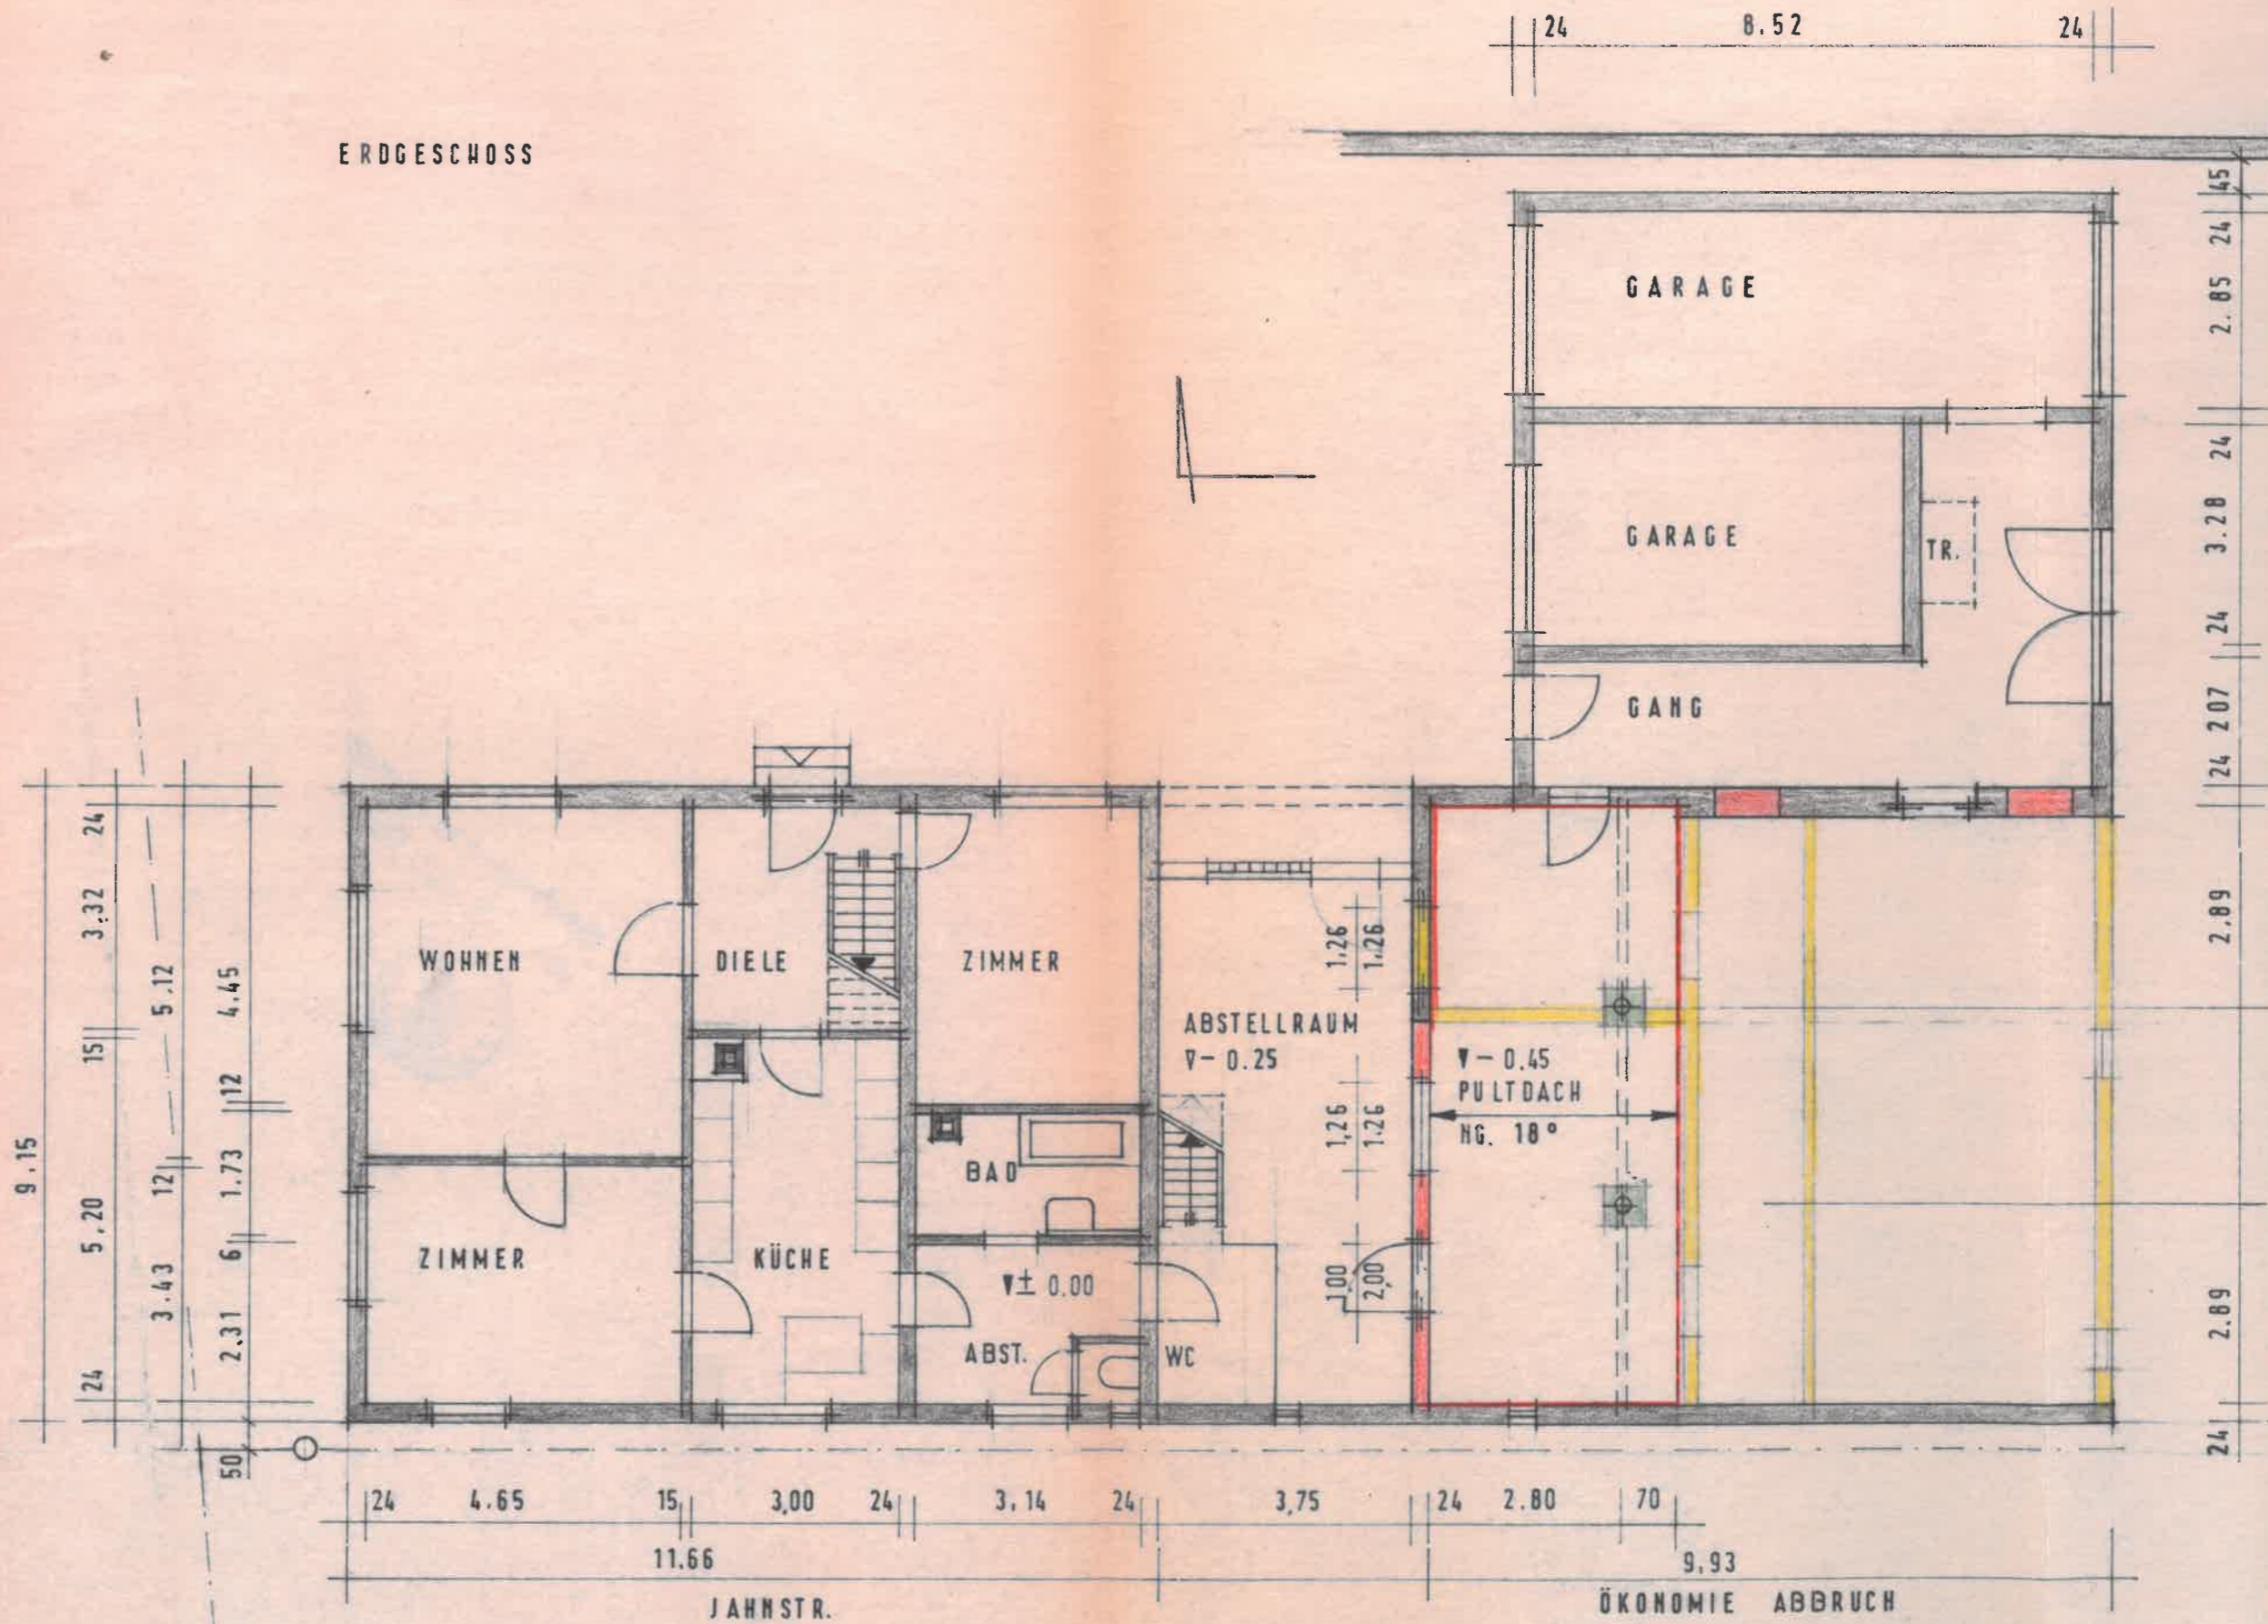 24 8.52 24
ERDGESCHOSS
45
24
2.85
GARAGE
24
3.28
GARAGE
TR.
24
207
GANG
24
24
3.32
15
5,20
24
9.15
5.12
12
3.43
4.45
12
1.73
6
2.31
50
WOHNEN
DIELE
ZIMMER
1.26
1.26
2.89
ABSTELLRAUM
∇- 0.25
▼- 0.45
PULTDACH
NG. 18°
1,26
1.26
BAD
ZIMMER
KÜCHE
▼± 0.00
1,00
2,00
ABST.
WC
2.89
24
24 4.65 15 3,00 24 3.14 24 3,75 24 2.80 70
11.66 9,93
JAHNSTR. ÖKONOMIE ABBRUCH